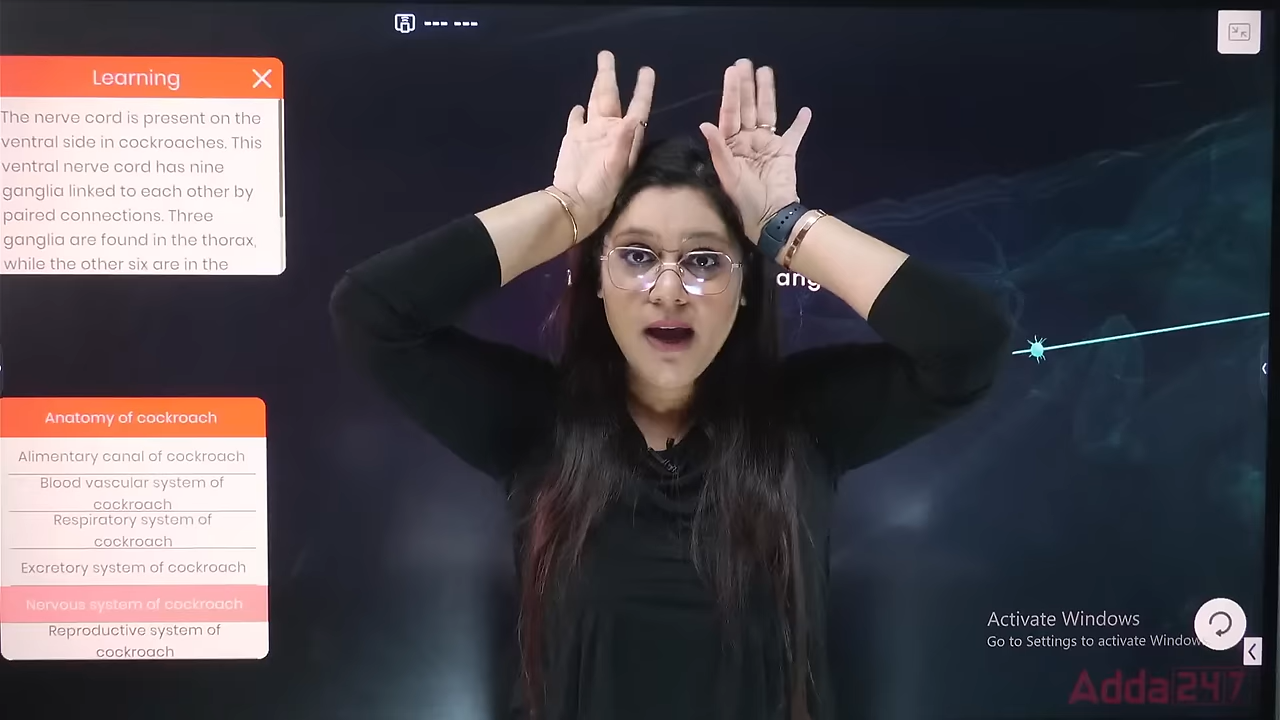 Learning
The nerve cord is present on the
ventral side in cockroaches. This
ventral nerve cord has nine
ganglia linked to each other by
paired connections. Three
ganglia are found in the thorax,
while the other six are in the
ang
Anatomy of cockroach
Alimentary canal of cockroach
Blood vascular system of
cockroach
Respiratory system of
cockroach
Excretory system of cockroach
Nervous system of cockroach
Reproductive system of
cockroach
Activate Windows
Go to Settings to activate Window
Adda247